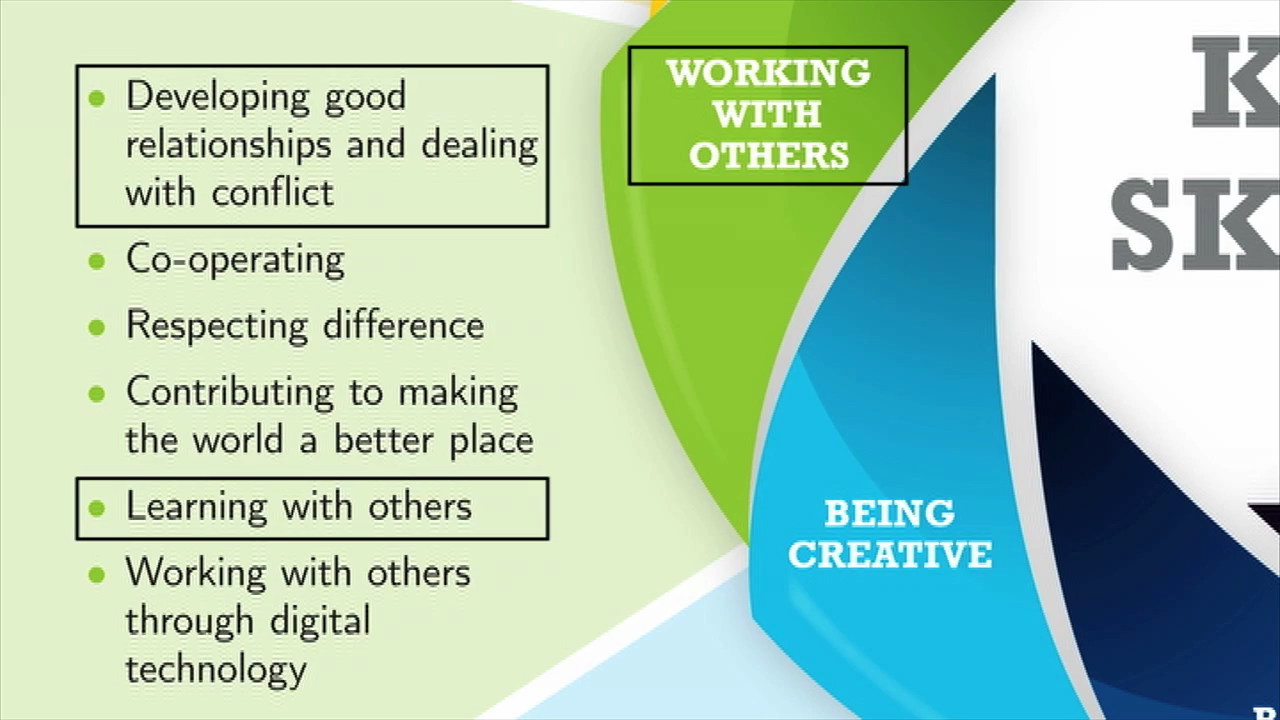 Developing good
relationships and dealing
with conflict
Co-operating
Respecting difference
Contributing to making
the world a better place
Learning with others
Working with others
through digital
technology
WORKING
WITH
OTHERS
BEING
CREATIVE